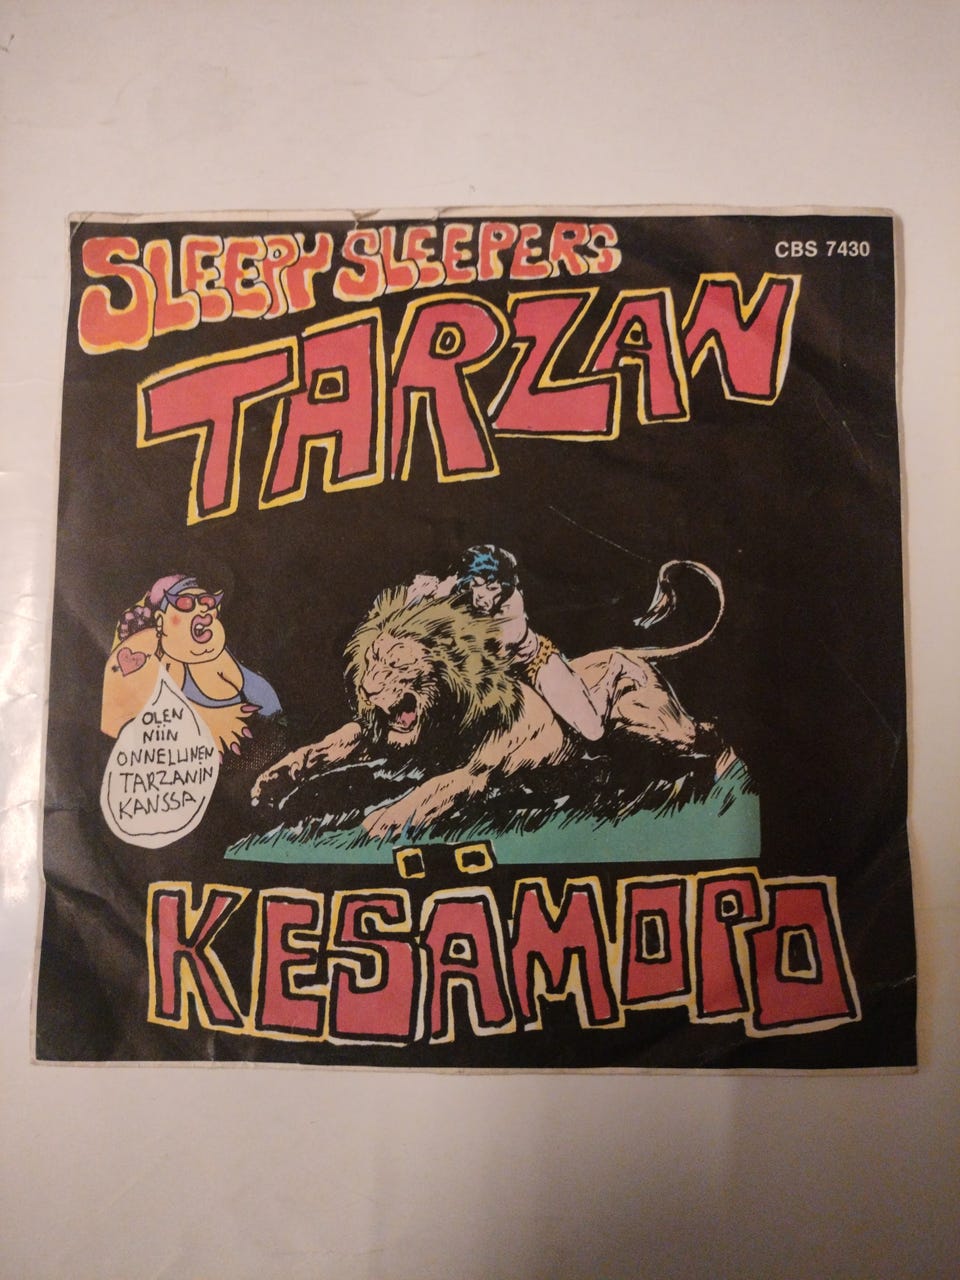 SLEEPY SLEEPERS
CBS 7430
TARZAN
OLEN
NiiN
ONNELLINEN
TARZANIN
KANSSA
KESÄMOPO